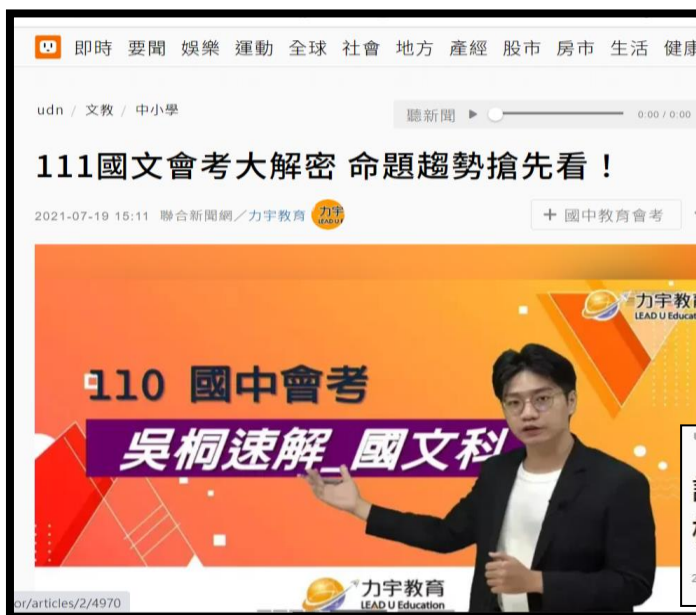 即時 要聞 娛樂 運動 全球 社會 地方 產經 股市 房市 生活 健康
udn / 文教 / 中小學
聽新聞
0:00 / 0:00
111國文會考大解密 命題趨勢搶先看！
2021-07-19 15:11 聯合新聞網／力宇教育
力宇
LEAD U
+ 國中教育會考
力宇教育
LEAD U Educat
110 國中會考
吳桐速解_國文科
力宇教育
LEAD U Education
or/articles/2/4970